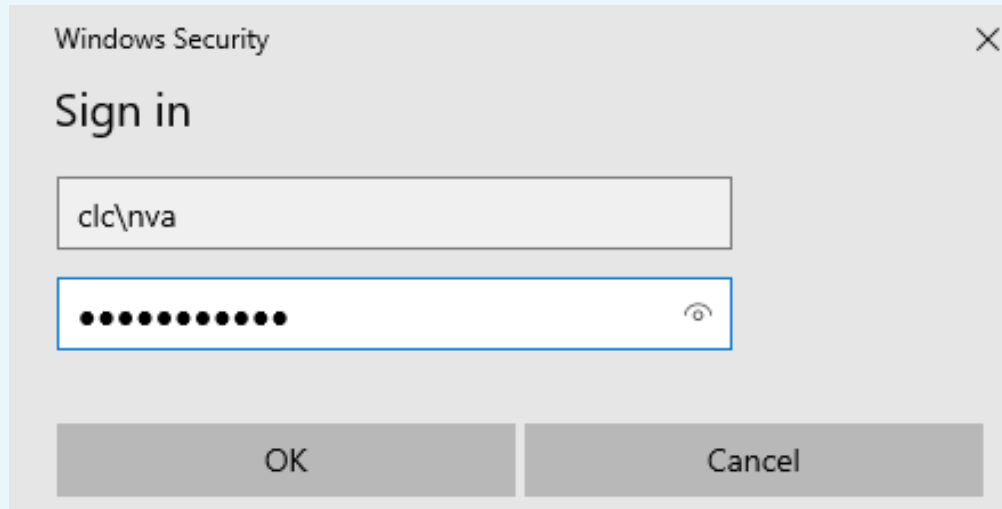 Windows Security
Sign in
clc\nva
●●●●●●●●●●●
OK
Cancel